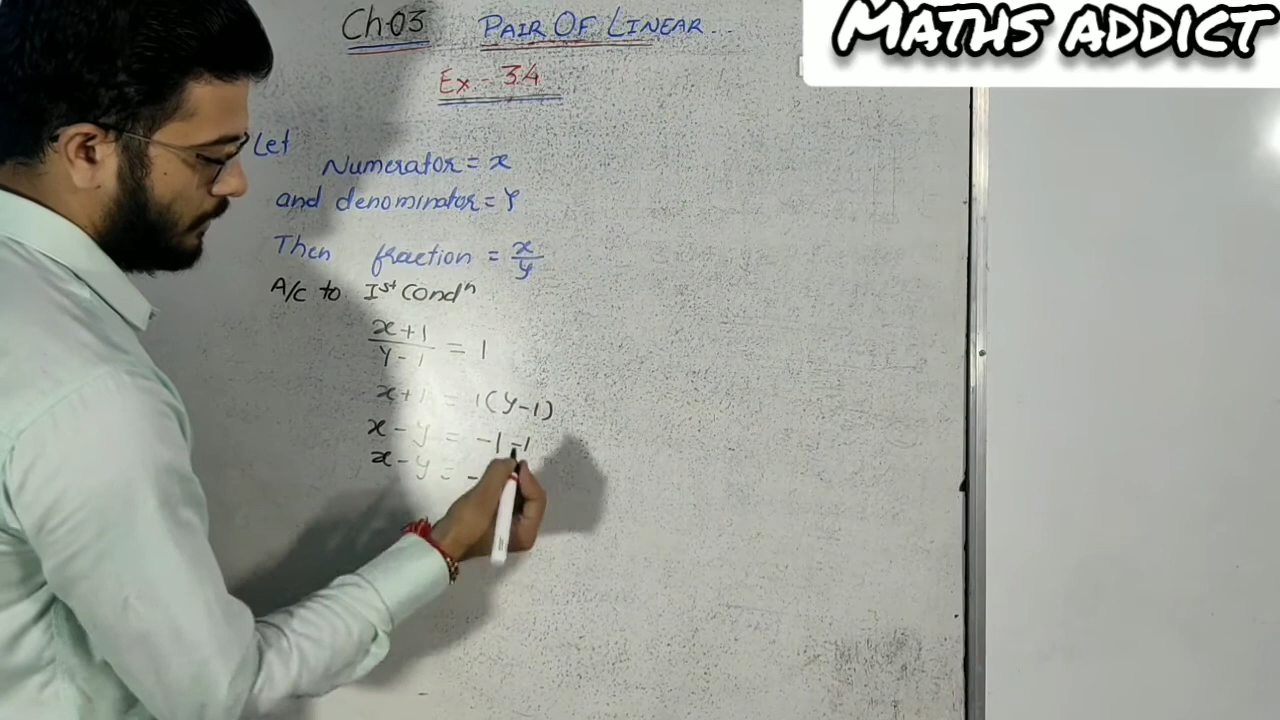 Ch-03 PAIR OF LINEAR...
MATHS ADDICT
Ex.- 3.4
Let
Numerator = x
and denominator = y
Then fraction = x/y
A/c to Ist Condn
x+1/y-1 = 1
x+1 = 1(y-1)
x-y = -1-1
x-y = -